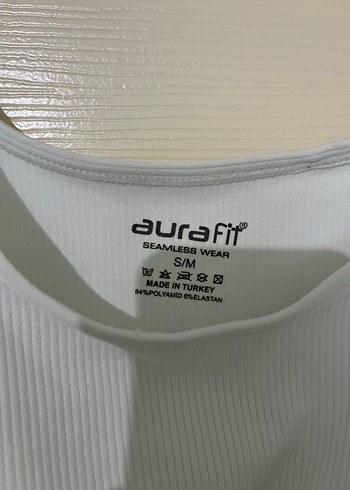 aurafit®
SEAMLESS WEAR
S/M
MADE IN TURKEY
94%POLYAMID 6%ELASTAN